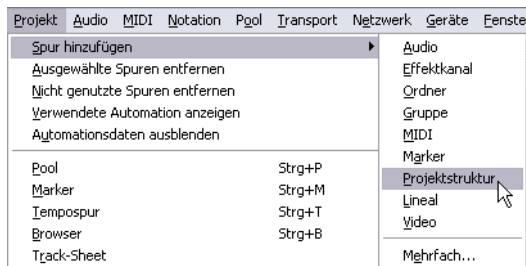 Projekt Audio MIDI Notation Pool Transport Netzwerk Geräte Fenste
Spur hinzufügen
Ausgewählte Spuren entfernen
Nicht genutzte Spuren entfernen
Verwendete Automation anzeigen
Automationsdaten ausblenden
Pool Strg+P
Marker Strg+M
Tempospur Strg+T
Browser Strg+B
Track-Sheet
Audio
Effektkanal
Ordner
Gruppe
MIDI
Marker
Projektstruktur
Lineal
Video
Mehrfach...